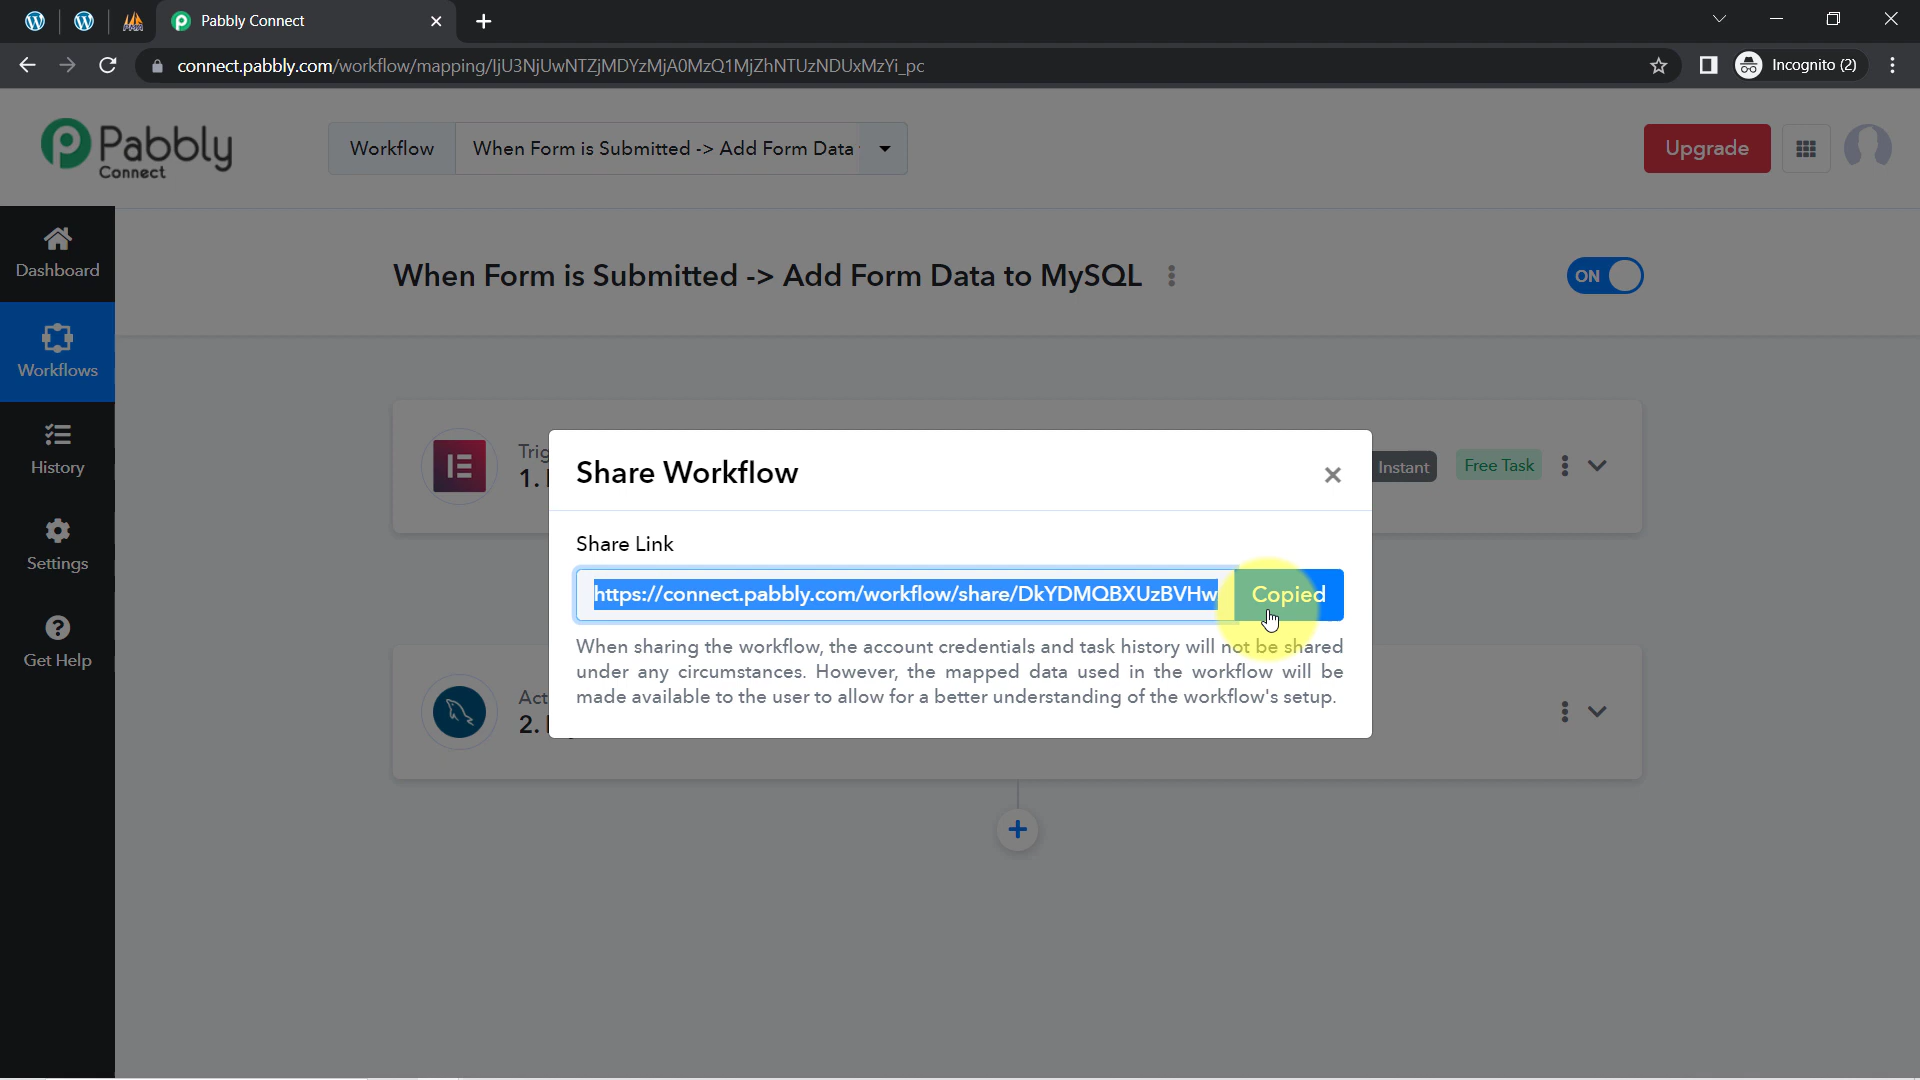 Pabbly Connect
connect.pabbly.com/workflow/mapping/IjU3NjUwNTZjMDYzMjA0MzQ1MjZhNTUzNDUxMzYi_pc
Incognito (2)
Pabbly
Connect
Workflow
When Form is Submitted -> Add Form Data
Upgrade
Dashboard
Workflows
History
Settings
Get Help
When Form is Submitted -> Add Form Data to MySQL
ON
1.
Instant
Free Task
Share Workflow
Share Link
https://connect.pabbly.com/workflow/share/DkYDMQBXUzBVHw
Copied
When sharing the workflow, the account credentials and task history will not be shared
under any circumstances. However, the mapped data used in the workflow will be
made available to the user to allow for a better understanding of the workflow's setup.
2.